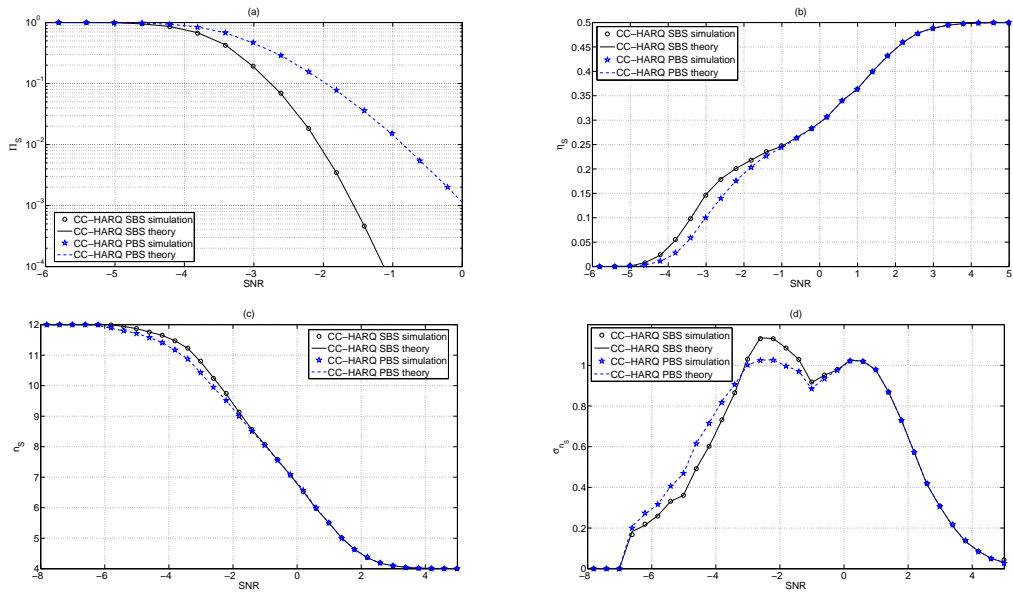 (a)
10^0
10^−1
10^−2
10^−3
10^−4
Π_S
−6 −5 −4 −3 −2 −1 0
SNR
CC−HARQ SBS simulation
CC−HARQ SBS theory
CC−HARQ PBS simulation
CC−HARQ PBS theory
(b)
0.5
0.45
0.4
0.35
0.3
0.25
0.2
0.15
0.1
0.05
0
η_S
−6 −5 −4 −3 −2 −1 0 1 2 3 4 5
SNR
CC−HARQ SBS simulation
CC−HARQ SBS theory
CC−HARQ PBS simulation
CC−HARQ PBS theory
(c)
12
11
10
9
8
7
6
5
4
n_S
−8 −6 −4 −2 0 2 4
SNR
CC−HARQ SBS simulation
CC−HARQ SBS theory
CC−HARQ PBS simulation
CC−HARQ PBS theory
(d)
1
0.8
0.6
0.4
0.2
0
σ_n_S
−8 −6 −4 −2 0 2 4
SNR
CC−HARQ SBS simulation
CC−HARQ SBS theory
CC−HARQ PBS simulation
CC−HARQ PBS theory